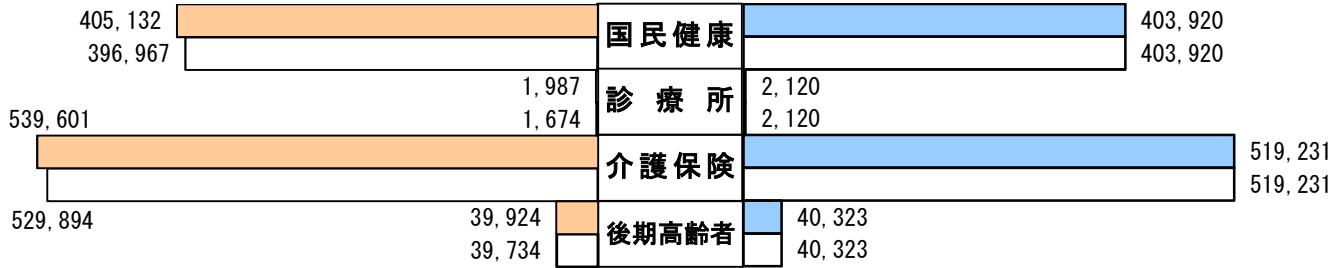 405,132 国民健康 403,920
396,967 403,920
1,987 診療所 2,120
1,674 2,120
539,601 介護保険 519,231
529,894 519,231
39,924 後期高齢者 40,323
39,734 40,323